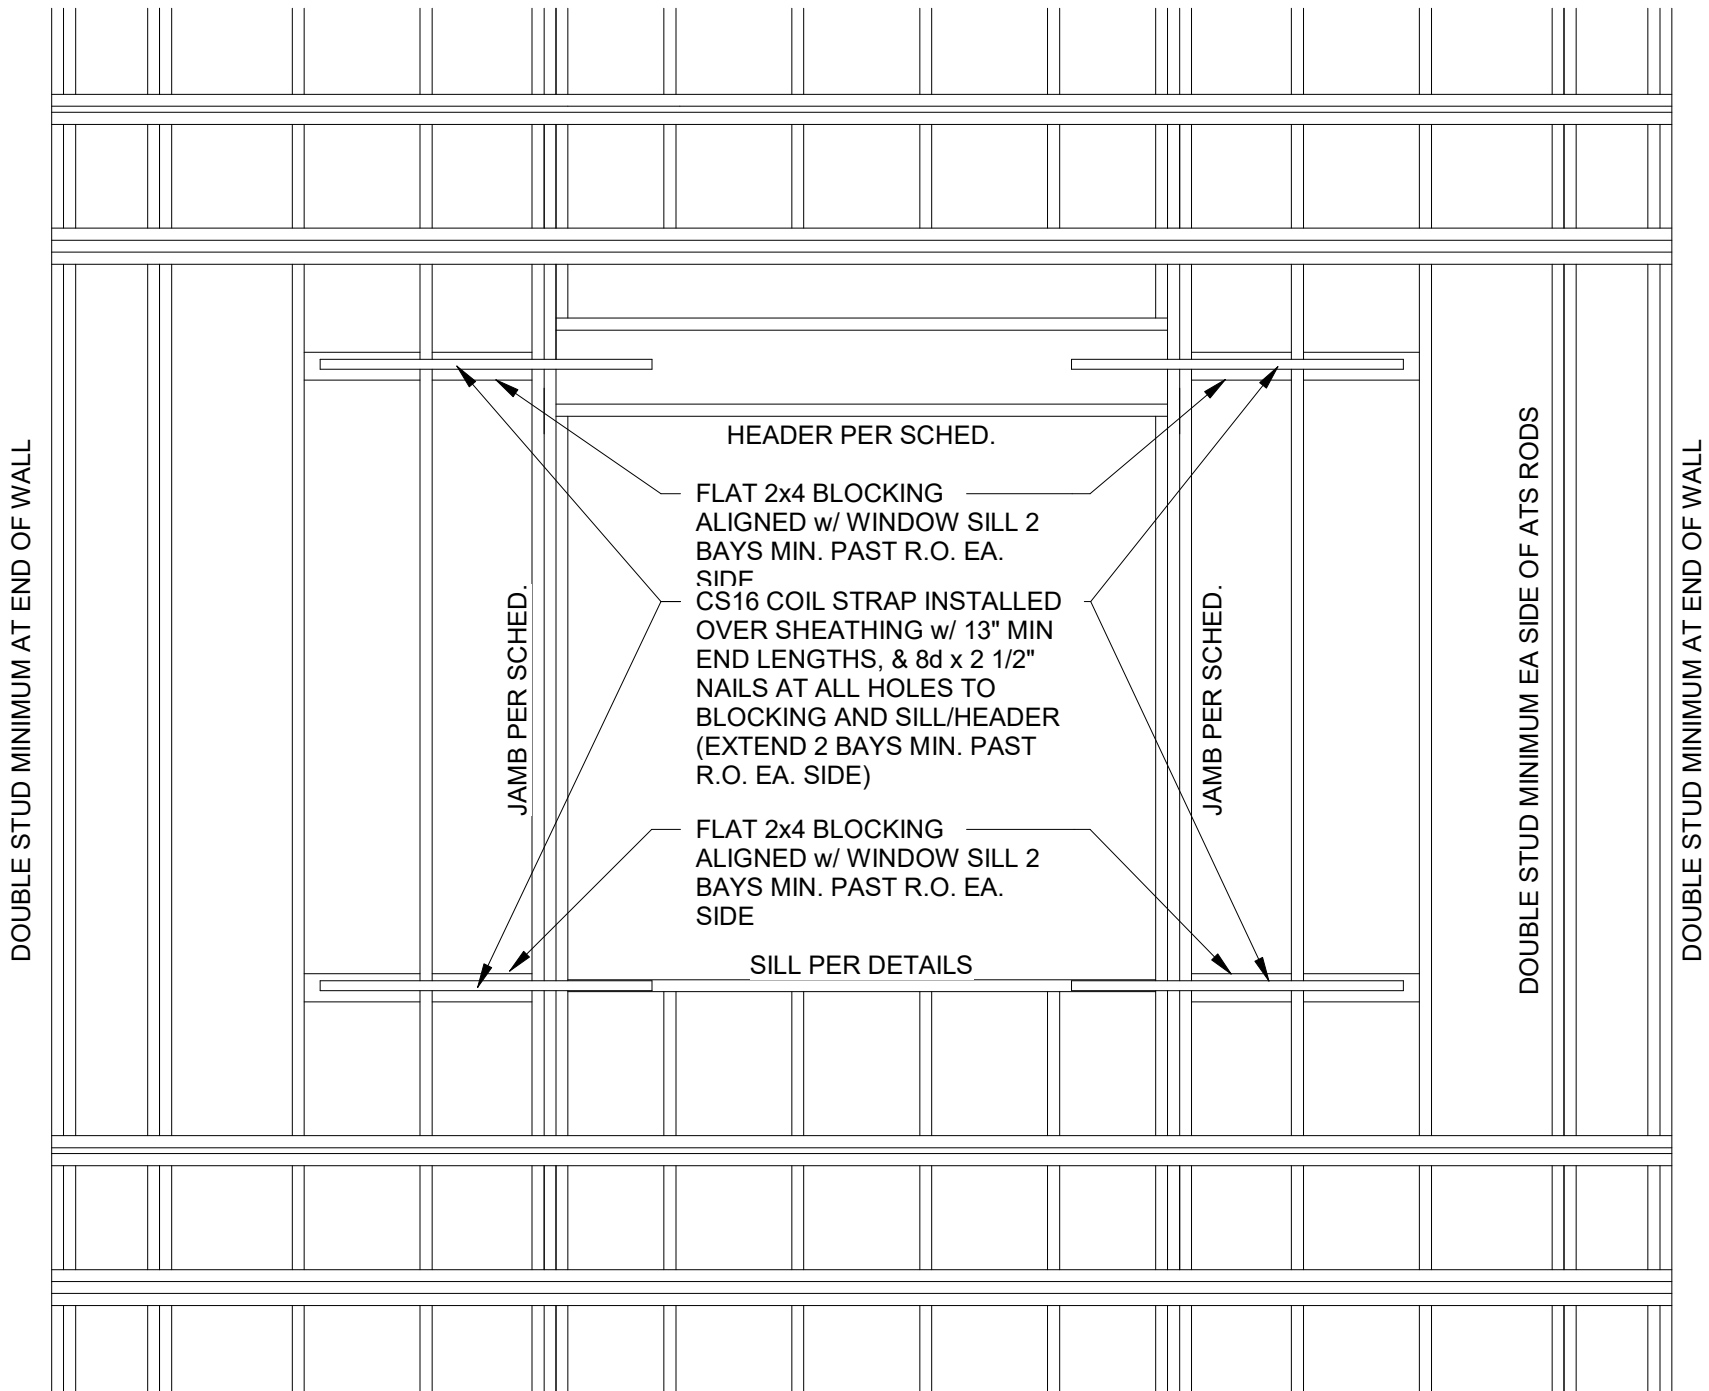 HEADER PER SCHED.
FLAT 2x4 BLOCKING
ALIGNED w/ WINDOW SILL 2
BAYS MIN. PAST R.O. EA.
SIDE
CS16 COIL STRAP INSTALLED
OVER SHEATHING w/ 13" MIN
END LENGTHS, & 8d x 2 1/2"
NAILS AT ALL HOLES TO
BLOCKING AND SILL/HEADER
(EXTEND 2 BAYS MIN. PAST
R.O. EA. SIDE)
FLAT 2x4 BLOCKING
ALIGNED w/ WINDOW SILL 2
BAYS MIN. PAST R.O. EA.
SIDE
SILL PER DETAILS
DOUBLE STUD MINIMUM AT END OF WALL
JAMB PER SCHED.
JAMB PER SCHED.
DOUBLE STUD MINIMUM EA SIDE OF ATS RODS
DOUBLE STUD MINIMUM AT END OF WALL